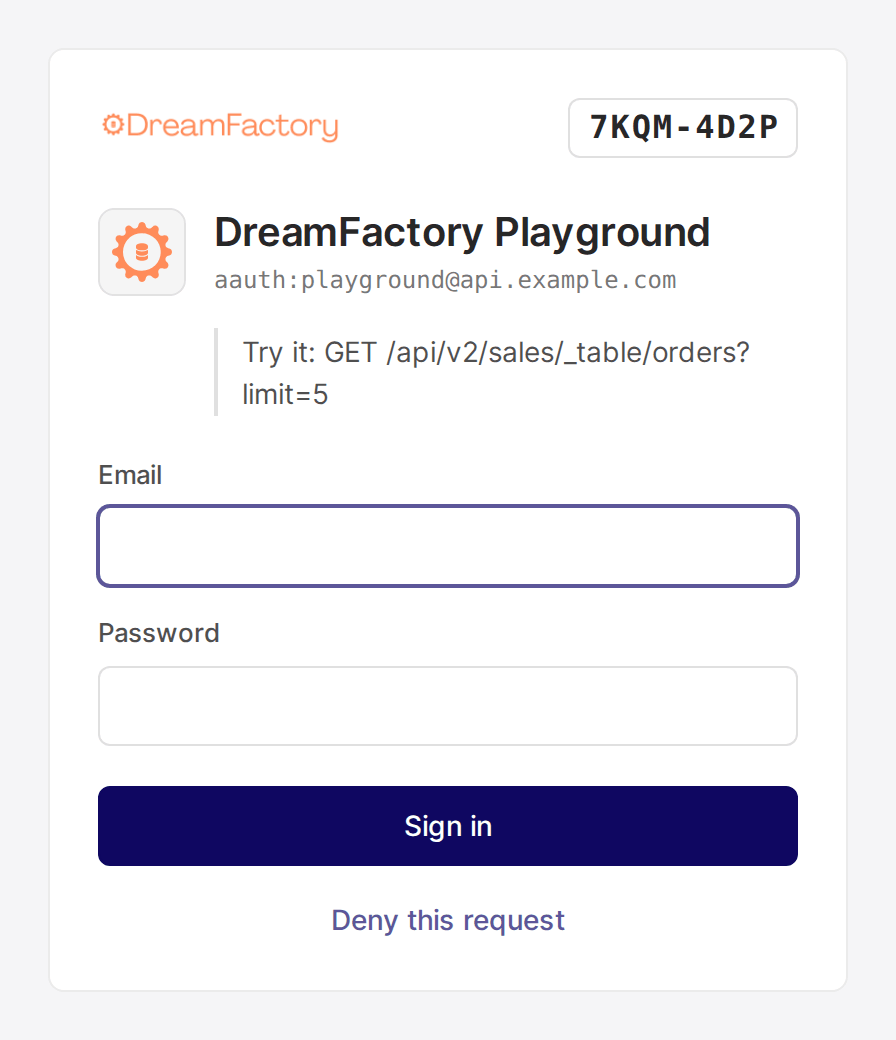 DreamFactory
7KQM-4D2P
DreamFactory Playground
aauth:playground@api.example.com
Try it: GET /api/v2/sales/_table/orders?
limit=5
Email
Password
Sign in
Deny this request